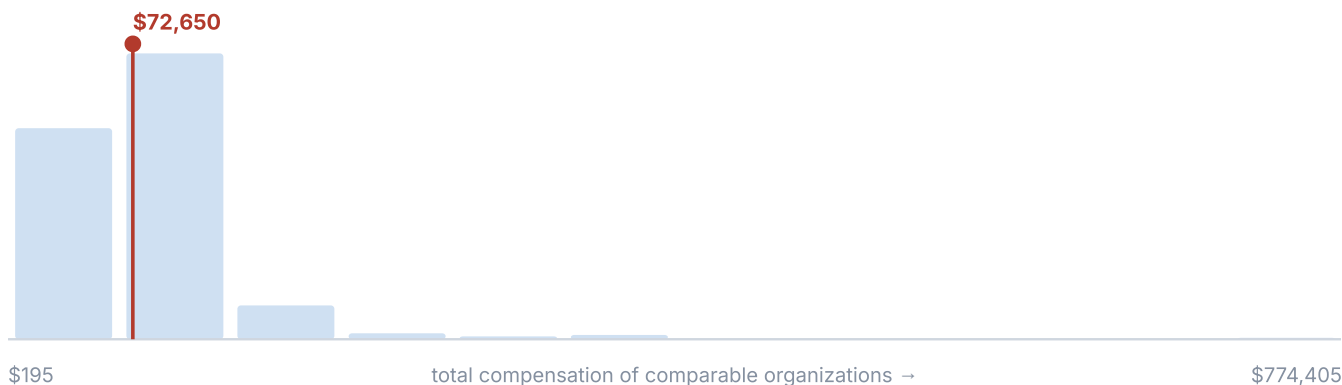 $72,650
$195
total compensation of comparable organizations →
$774,405